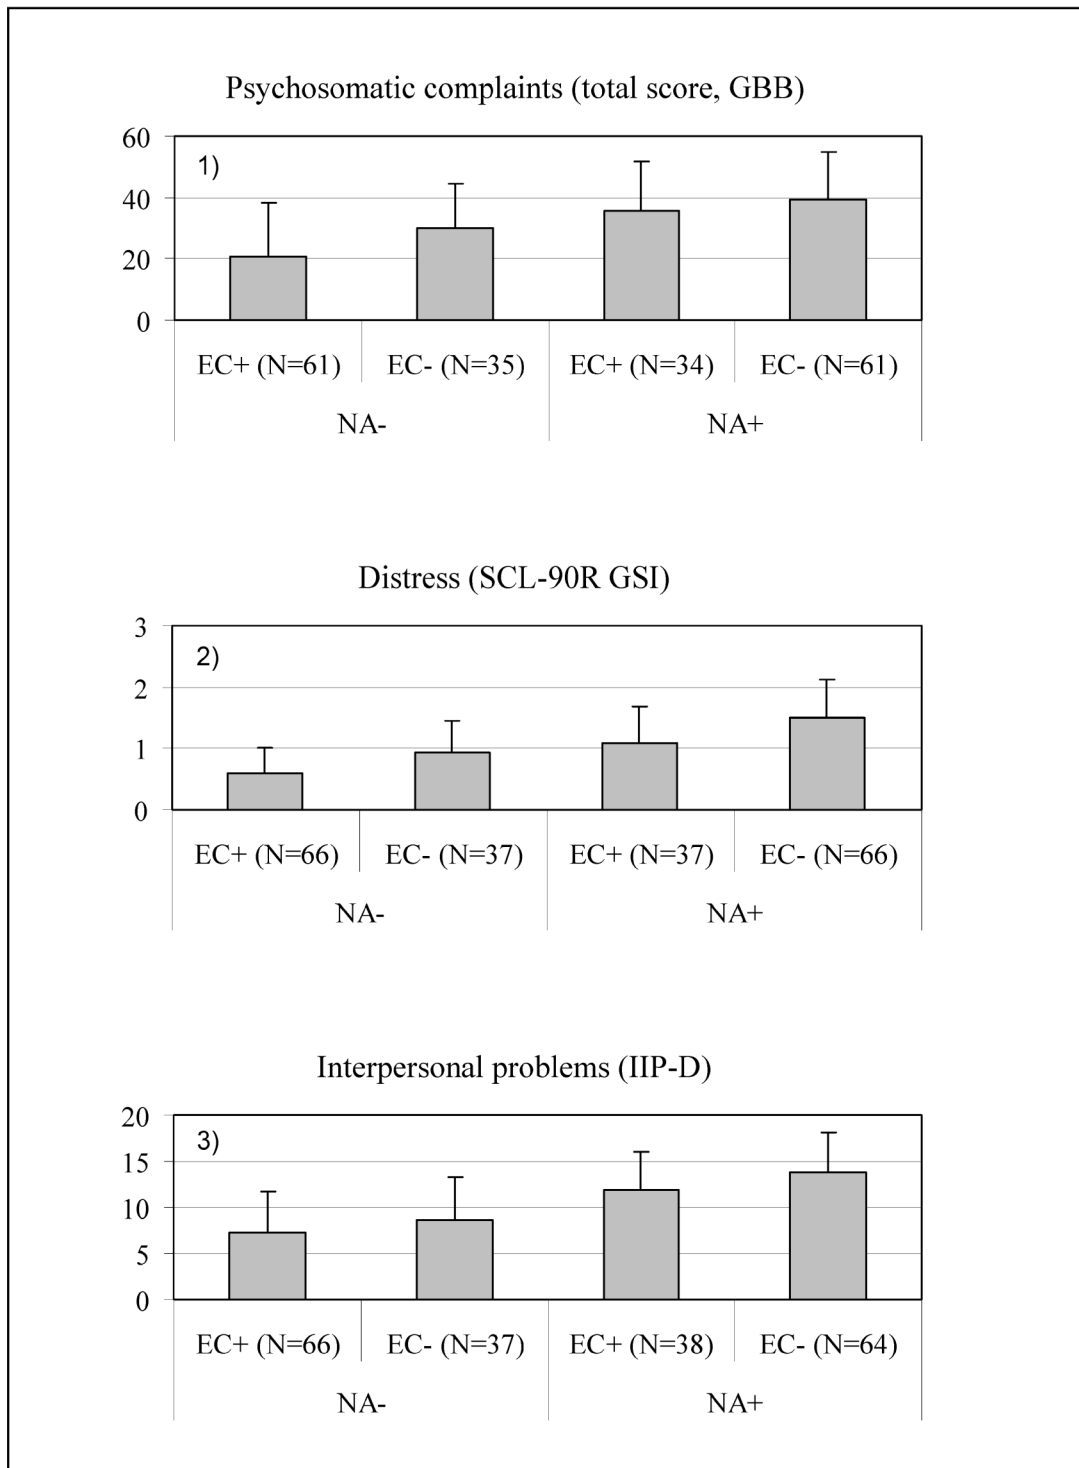 Psychosomatic complaints (total score, GBB)
60
1)
40
20
0
EC+ (N=61) EC- (N=35) EC+ (N=34) EC- (N=61)
NA- NA+
Distress (SCL-90R GSI)
3
2)
2
1
0
EC+ (N=66) EC- (N=37) EC+ (N=37) EC- (N=66)
NA- NA+
Interpersonal problems (IIP-D)
20
3)
15
10
5
0
EC+ (N=66) EC- (N=37) EC+ (N=38) EC- (N=64)
NA- NA+